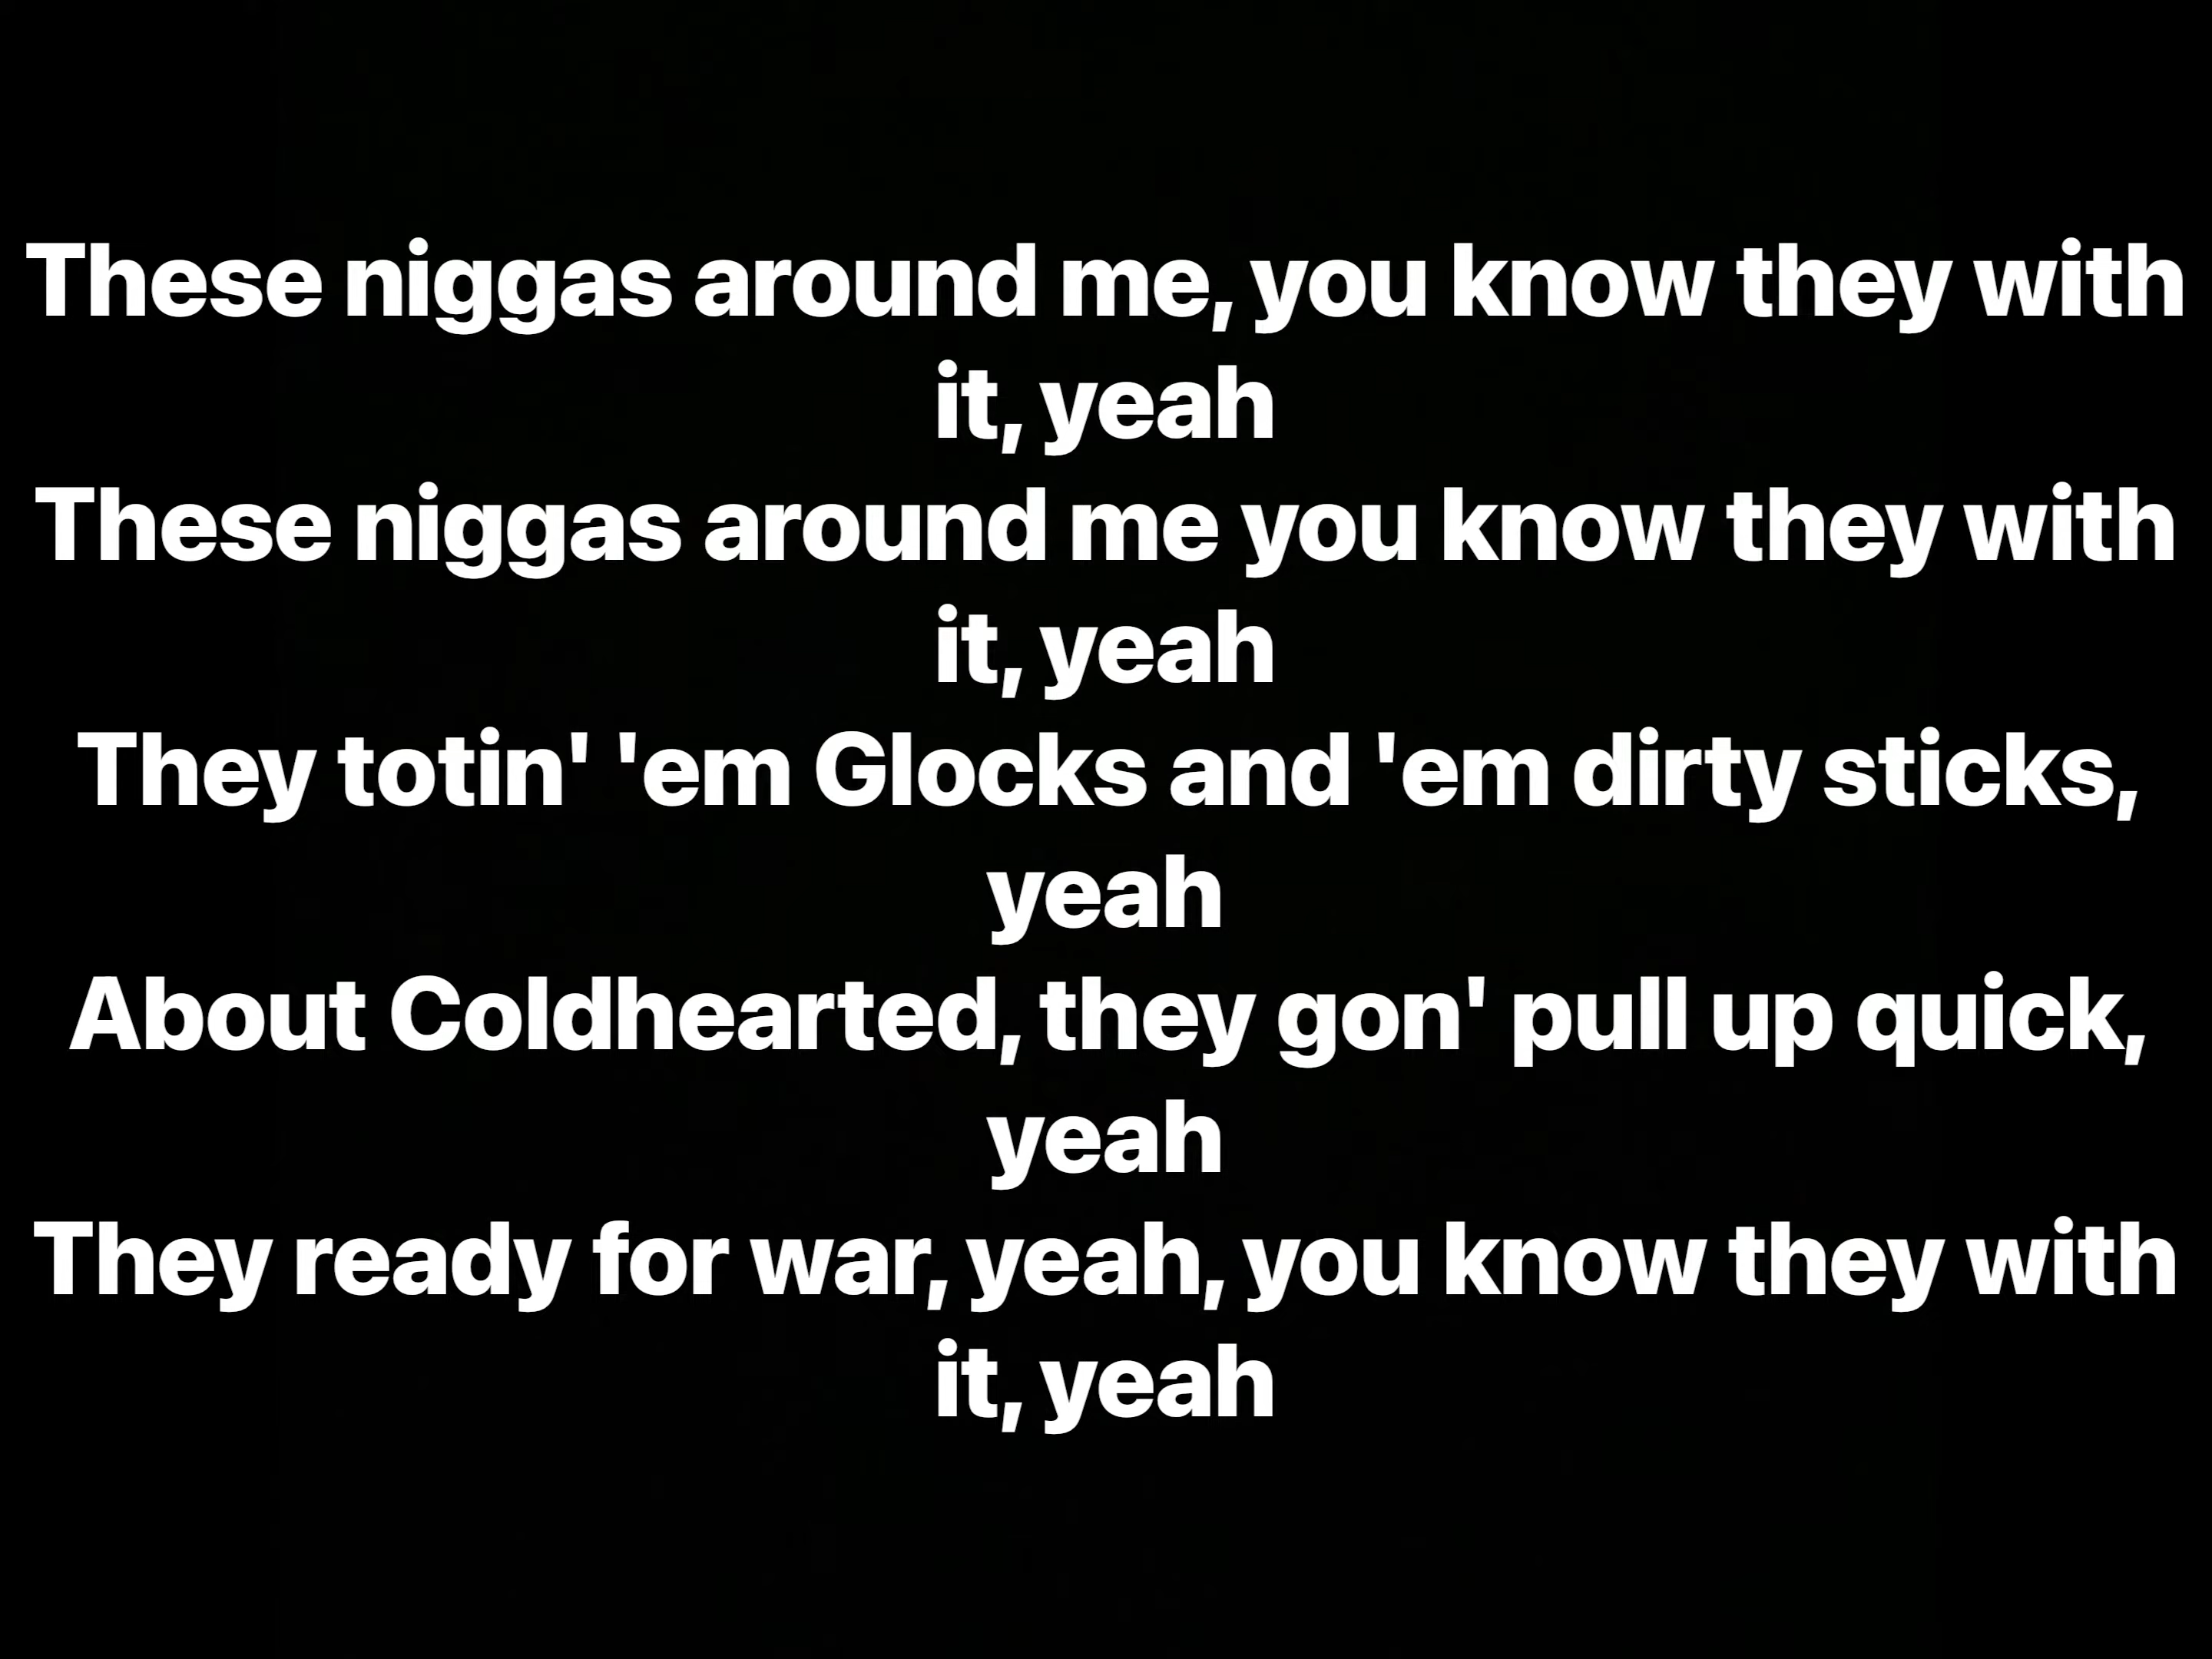 These niggas around me, you know they with
it, yeah
These niggas around me you know they with
it, yeah
They totin' 'em Glocks and 'em dirty sticks,
yeah
About Coldhearted, they gon' pull up quick,
yeah
They ready for war, yeah, you know they with
it, yeah